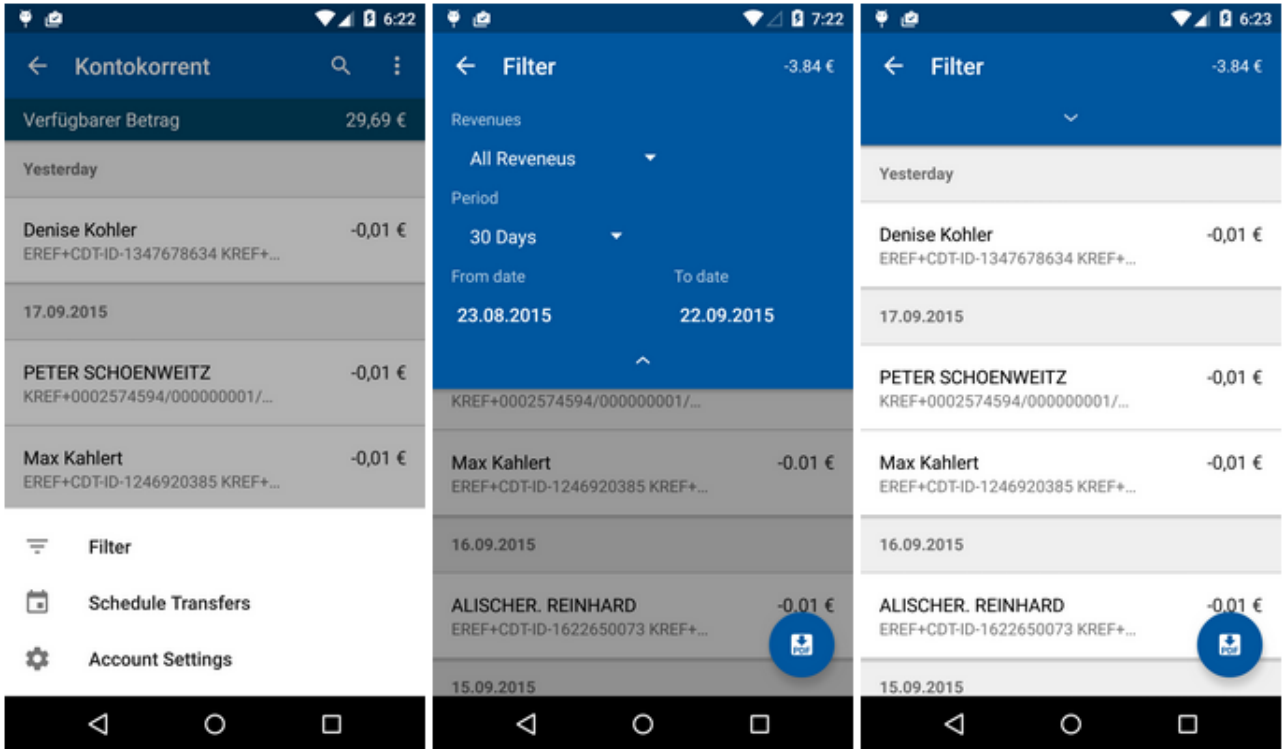 6:22
Kontokorrent
Verfügbarer Betrag 29,69 €
Yesterday
Denise Kohler -0,01 €
EREF+CDT-ID-1347678634 KREF+...
17.09.2015
PETER SCHOENWEITZ -0,01 €
KREF+0002574594/000000001/...
Max Kahlert -0,01 €
EREF+CDT-ID-1246920385 KREF+...
Filter
Schedule Transfers
Account Settings
7:22
Filter -3.84 €
Revenues
All Reveneus
Period
30 Days
From date To date
23.08.2015 22.09.2015
KREF+0002574594/000000001/...
Max Kahlert -0.01 €
EREF+CDT-ID-1246920385 KREF+...
16.09.2015
ALISCHER. REINHARD -0,01 €
EREF+CDT-ID-1622650073 KREF+...
PDF
15.09.2015
6:23
Filter -3.84 €
Yesterday
Denise Kohler -0,01 €
EREF+CDT-ID-1347678634 KREF+...
17.09.2015
PETER SCHOENWEITZ -0,01 €
KREF+0002574594/000000001/...
Max Kahlert -0,01 €
EREF+CDT-ID-1246920385 KREF+...
16.09.2015
ALISCHER. REINHARD -0,01 €
EREF+CDT-ID-1622650073 KREF+...
PDF
15.09.2015